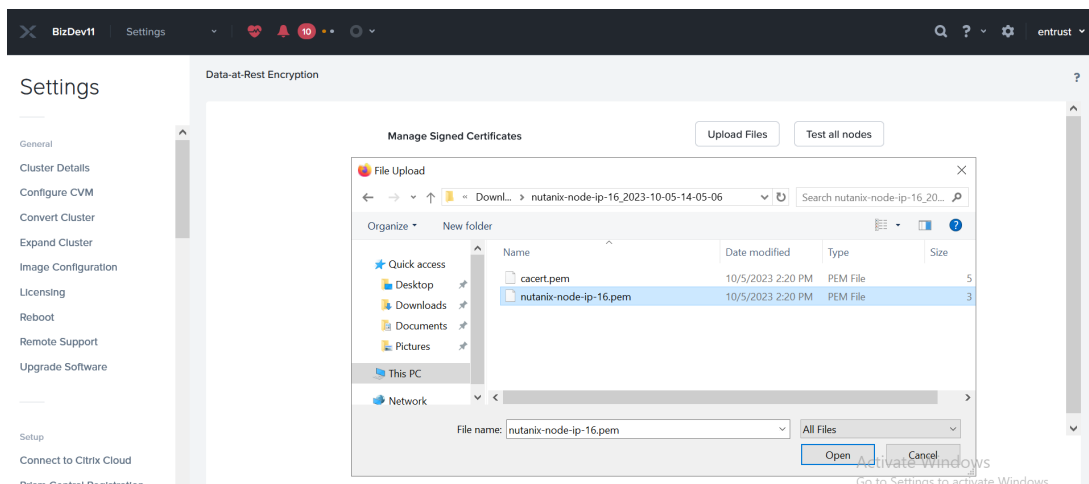 BizDev11 Settings 10 ? entrust
Settings
Data-at-Rest Encryption ?
General
Cluster Details
Configure CVM
Convert Cluster
Expand Cluster
Image Configuration
Licensing
Reboot
Remote Support
Upgrade Software
Setup
Connect to Citrix Cloud
Prism Central Registration
Manage Signed Certificates Upload Files Test all nodes
File Upload
« Downl... > nutanix-node-ip-16_2023-10-05-14-05-06 Search nutanix-node-ip-16_20...
Organize New folder ?
Quick access
Desktop
Downloads
Documents
Pictures
This PC
Network
Name Date modified Type Size
cacert.pem 10/5/2023 2:20 PM PEM File 5
nutanix-node-ip-16.pem 10/5/2023 2:20 PM PEM File 3
File name: nutanix-node-ip-16.pem All Files
Open Cancel
Activate Windows
Go to Settings to activate Windows.